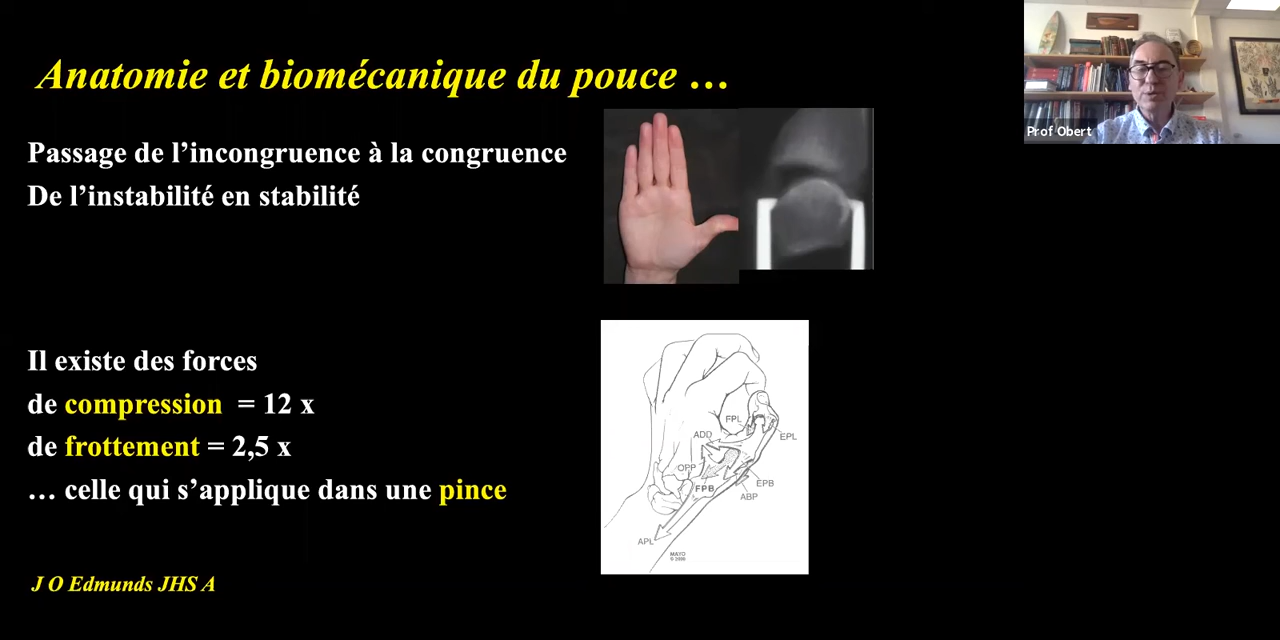 Anatomie et biomécanique du pouce …
Prof Obert
Passage de l’incongruence à la congruence
De l’instabilité en stabilité
Il existe des forces
de compression = 12 x
de frottement = 2,5 x
… celle qui s’applique dans une pince
FPL
ADD
EPL
OPP
EPB
FPB
ABP
APL
MAYO
© 2006
J O Edmunds JHS A